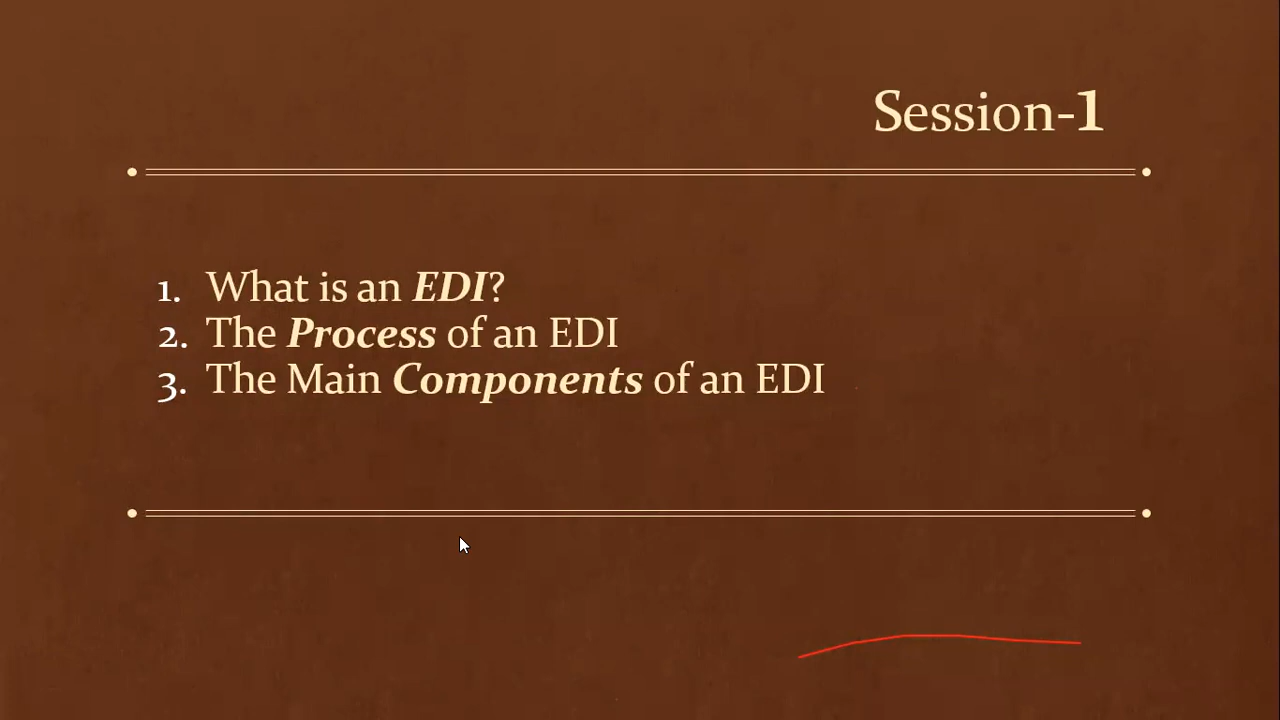 Session-1
1. What is an EDI?
2. The Process of an EDI
3. The Main Components of an EDI